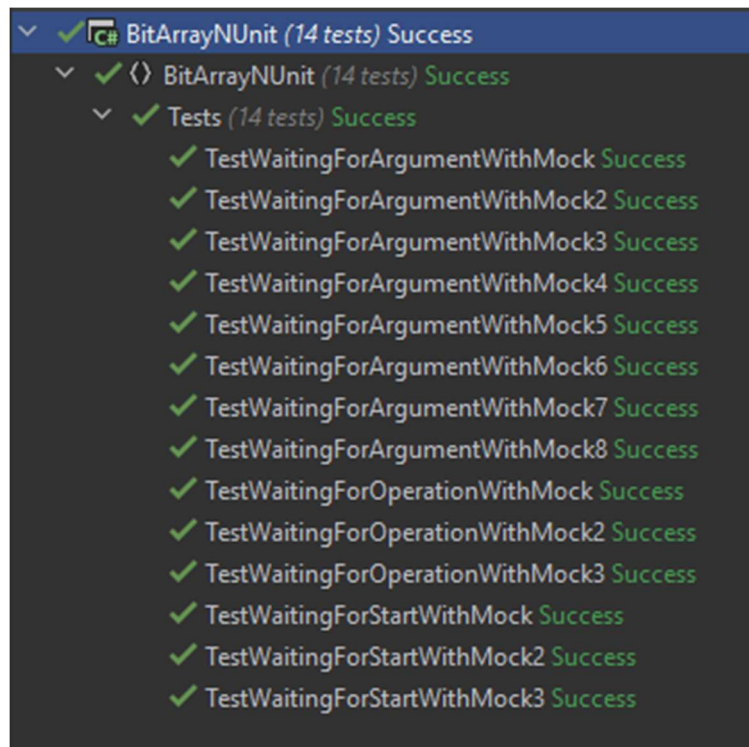 C# BitArrayNUnit (14 tests) Success
BitArrayNUnit (14 tests) Success
Tests (14 tests) Success
TestWaitingForArgumentWithMock Success
TestWaitingForArgumentWithMock2 Success
TestWaitingForArgumentWithMock3 Success
TestWaitingForArgumentWithMock4 Success
TestWaitingForArgumentWithMock5 Success
TestWaitingForArgumentWithMock6 Success
TestWaitingForArgumentWithMock7 Success
TestWaitingForArgumentWithMock8 Success
TestWaitingForOperationWithMock Success
TestWaitingForOperationWithMock2 Success
TestWaitingForOperationWithMock3 Success
TestWaitingForStartWithMock Success
TestWaitingForStartWithMock2 Success
TestWaitingForStartWithMock3 Success